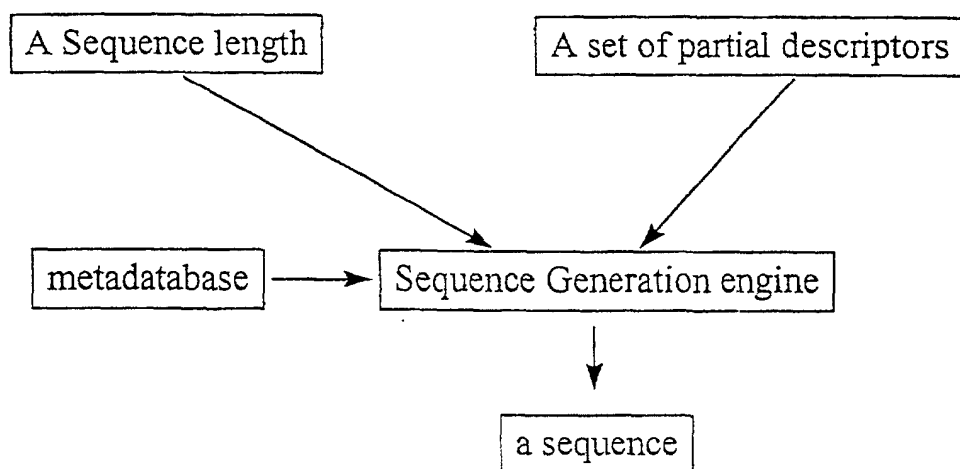 A Sequence length
A set of partial descriptors
metadatabase
Sequence Generation engine
a sequence